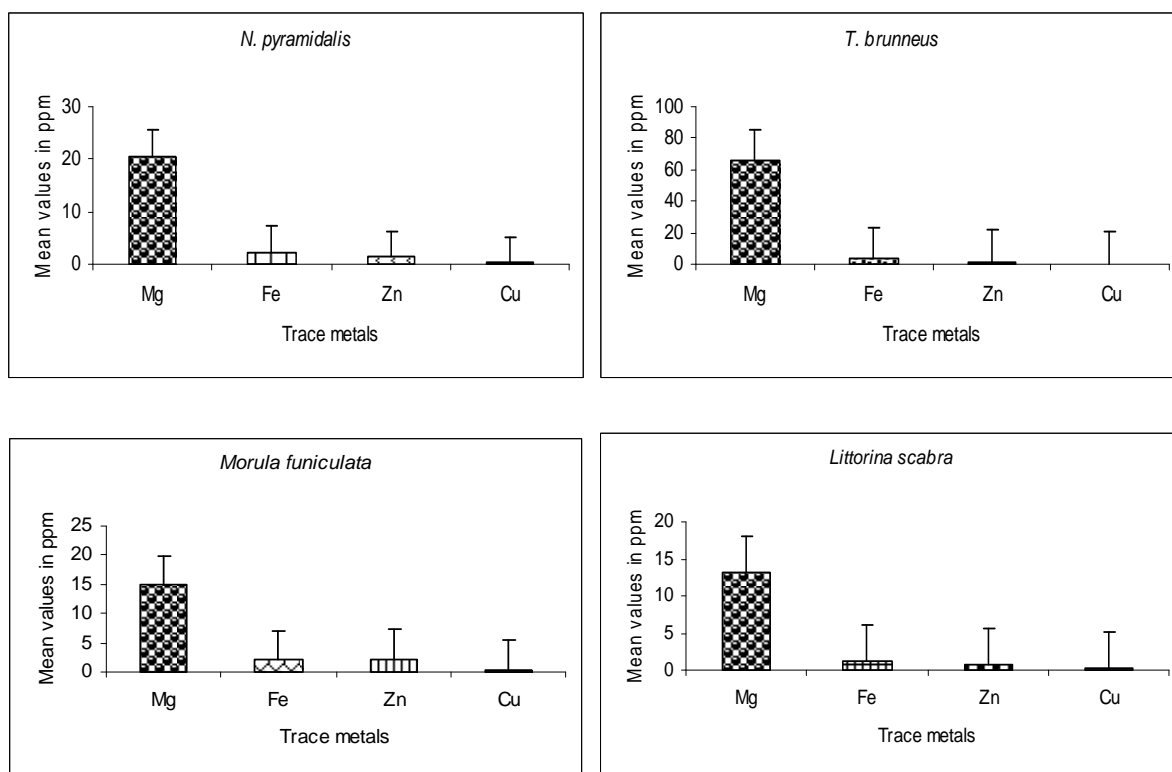 N. pyramidalis
30
20
10
0
Mean values in ppm
Mg Fe Zn Cu
Trace metals
T. brunneus
100
80
60
40
20
0
Mean values in ppm
Mg Fe Zn Cu
Trace metals
Morula funiculata
25
20
15
10
5
0
Mean values in ppm
Mg Fe Zn Cu
Trace metals
Littorina scabra
20
15
10
5
0
Mean values in ppm
Mg Fe Zn Cu
Trace metals